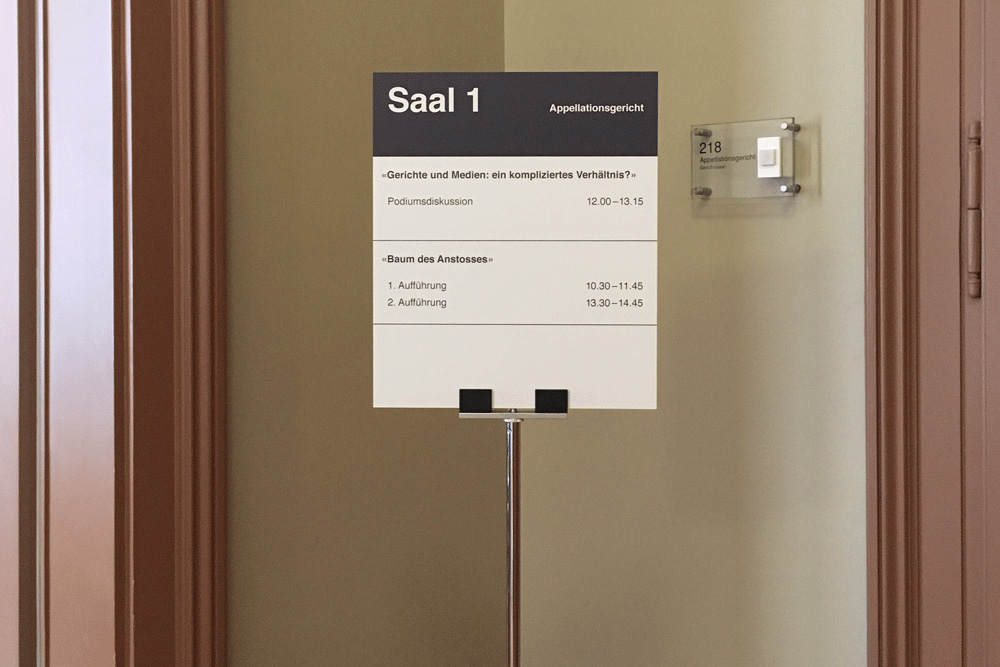 Saal 1
Appellationsgericht
«Gerichte und Medien: ein kompliziertes Verhältnis?»
Podiumsdiskussion 12.00–13.15
«Baum des Anstosses»
1. Aufführung 10.30–11.45
2. Aufführung 13.30–14.45
218
Appellationsgericht